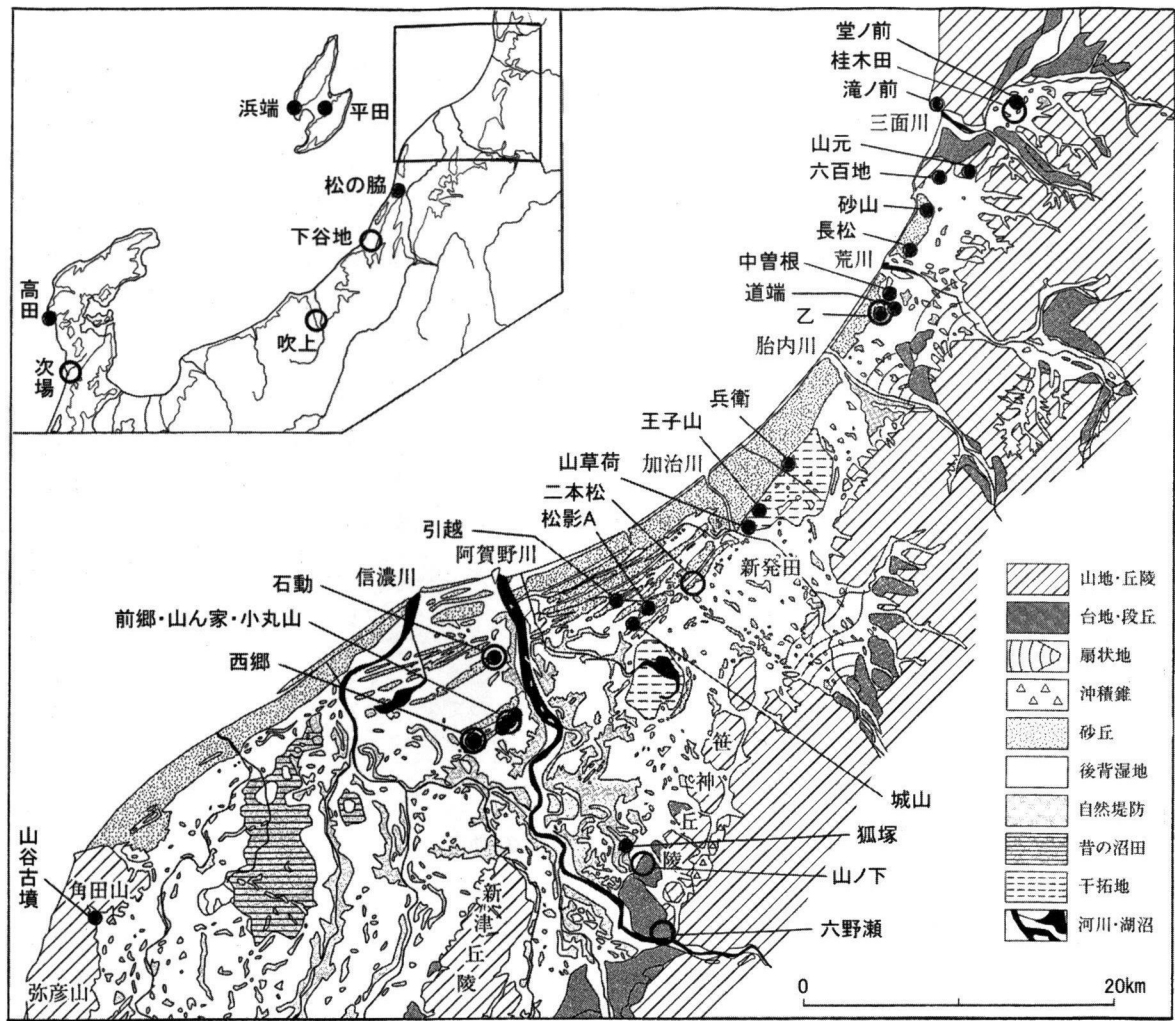 浜端
平田
松の脇
下谷地
高田
吹上
次場
堂ノ前
桂木田
滝ノ前
三面川
山元
六百地
砂山
長松
荒川
中曽根
道端
乙
胎内川
兵衛
王子山
加治川
山草荷
二本松
松影A
引越
阿賀野川
新発田
石動
信濃川
前郷・山ん家・小丸山
西郷
笹神丘陵
城山
狐塚
山ノ下
六野瀬
山谷古墳
角田山
弥彦山
新津丘陵
山地・丘陵
台地・段丘
扇状地
沖積錐
砂丘
後背湿地
自然堤防
昔の沼田
干拓地
河川・湖沼
0 20km